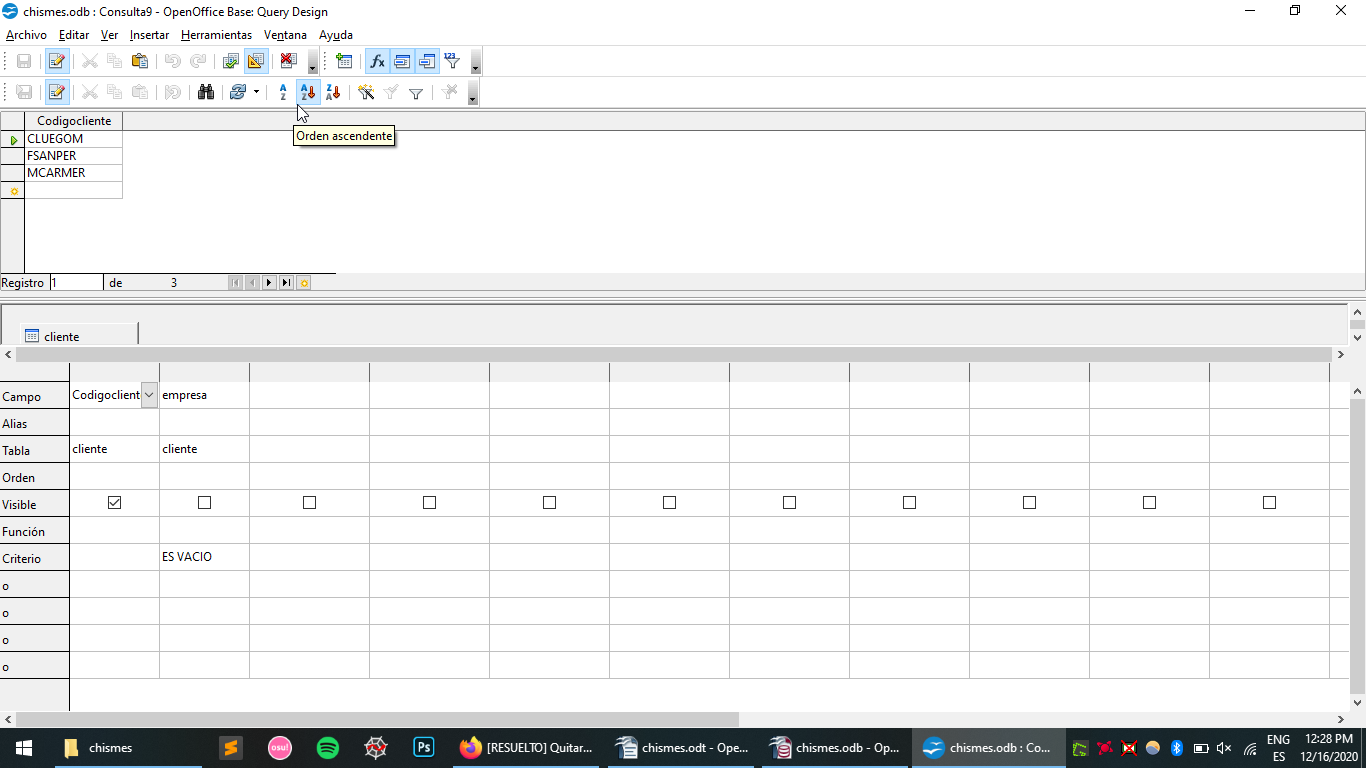 chismes.odb : Consulta9 - OpenOffice Base: Query Design
Archivo Editar Ver Insertar Herramientas Ventana Ayuda
Codigocliente
CLUEGOM
Orden ascendente
FSANPER
MCARMER
Registro 1 de 3
cliente
Campo Codigoclient empresa
Alias
Tabla cliente cliente
Orden
Visible
Función
Criterio ES VACIO
o
o
o
o
chismes osu! Ps [RESUELTO] Quitar... chismes.odt - Ope... chismes.odb - Op... chismes.odb : Co... ENG 12:28 PM
ES 12/16/2020